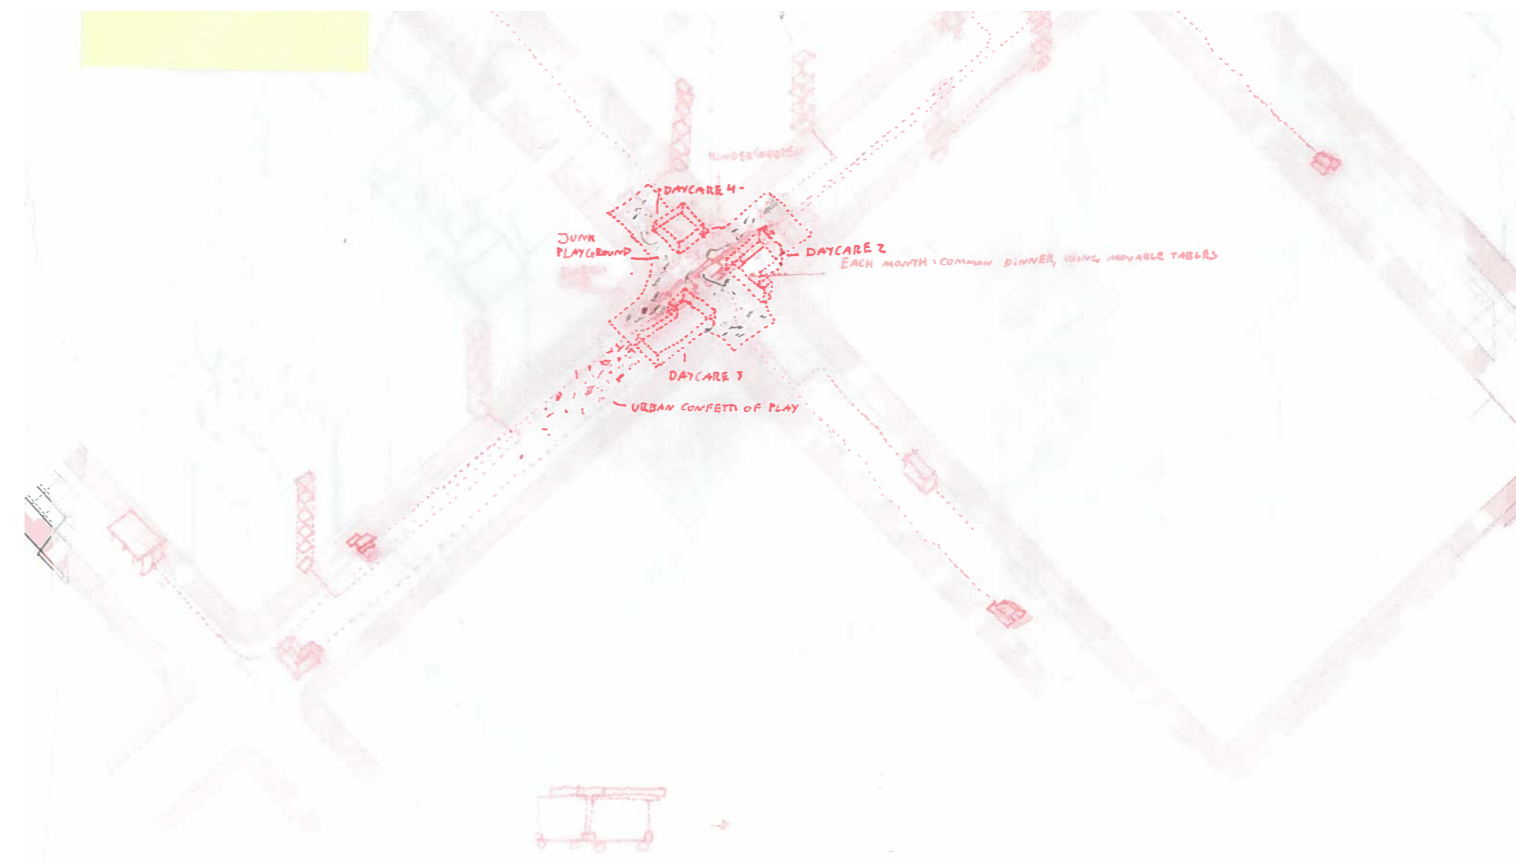 KINDERGARTEN
DAYCARE 4
JUNK
PLAYGROUND
DAYCARE 2
EACH MONTH: COMMON DINNER, USING MOVABLE TABLES
DAYCARE 3
URBAN CONFETTI OF PLAY